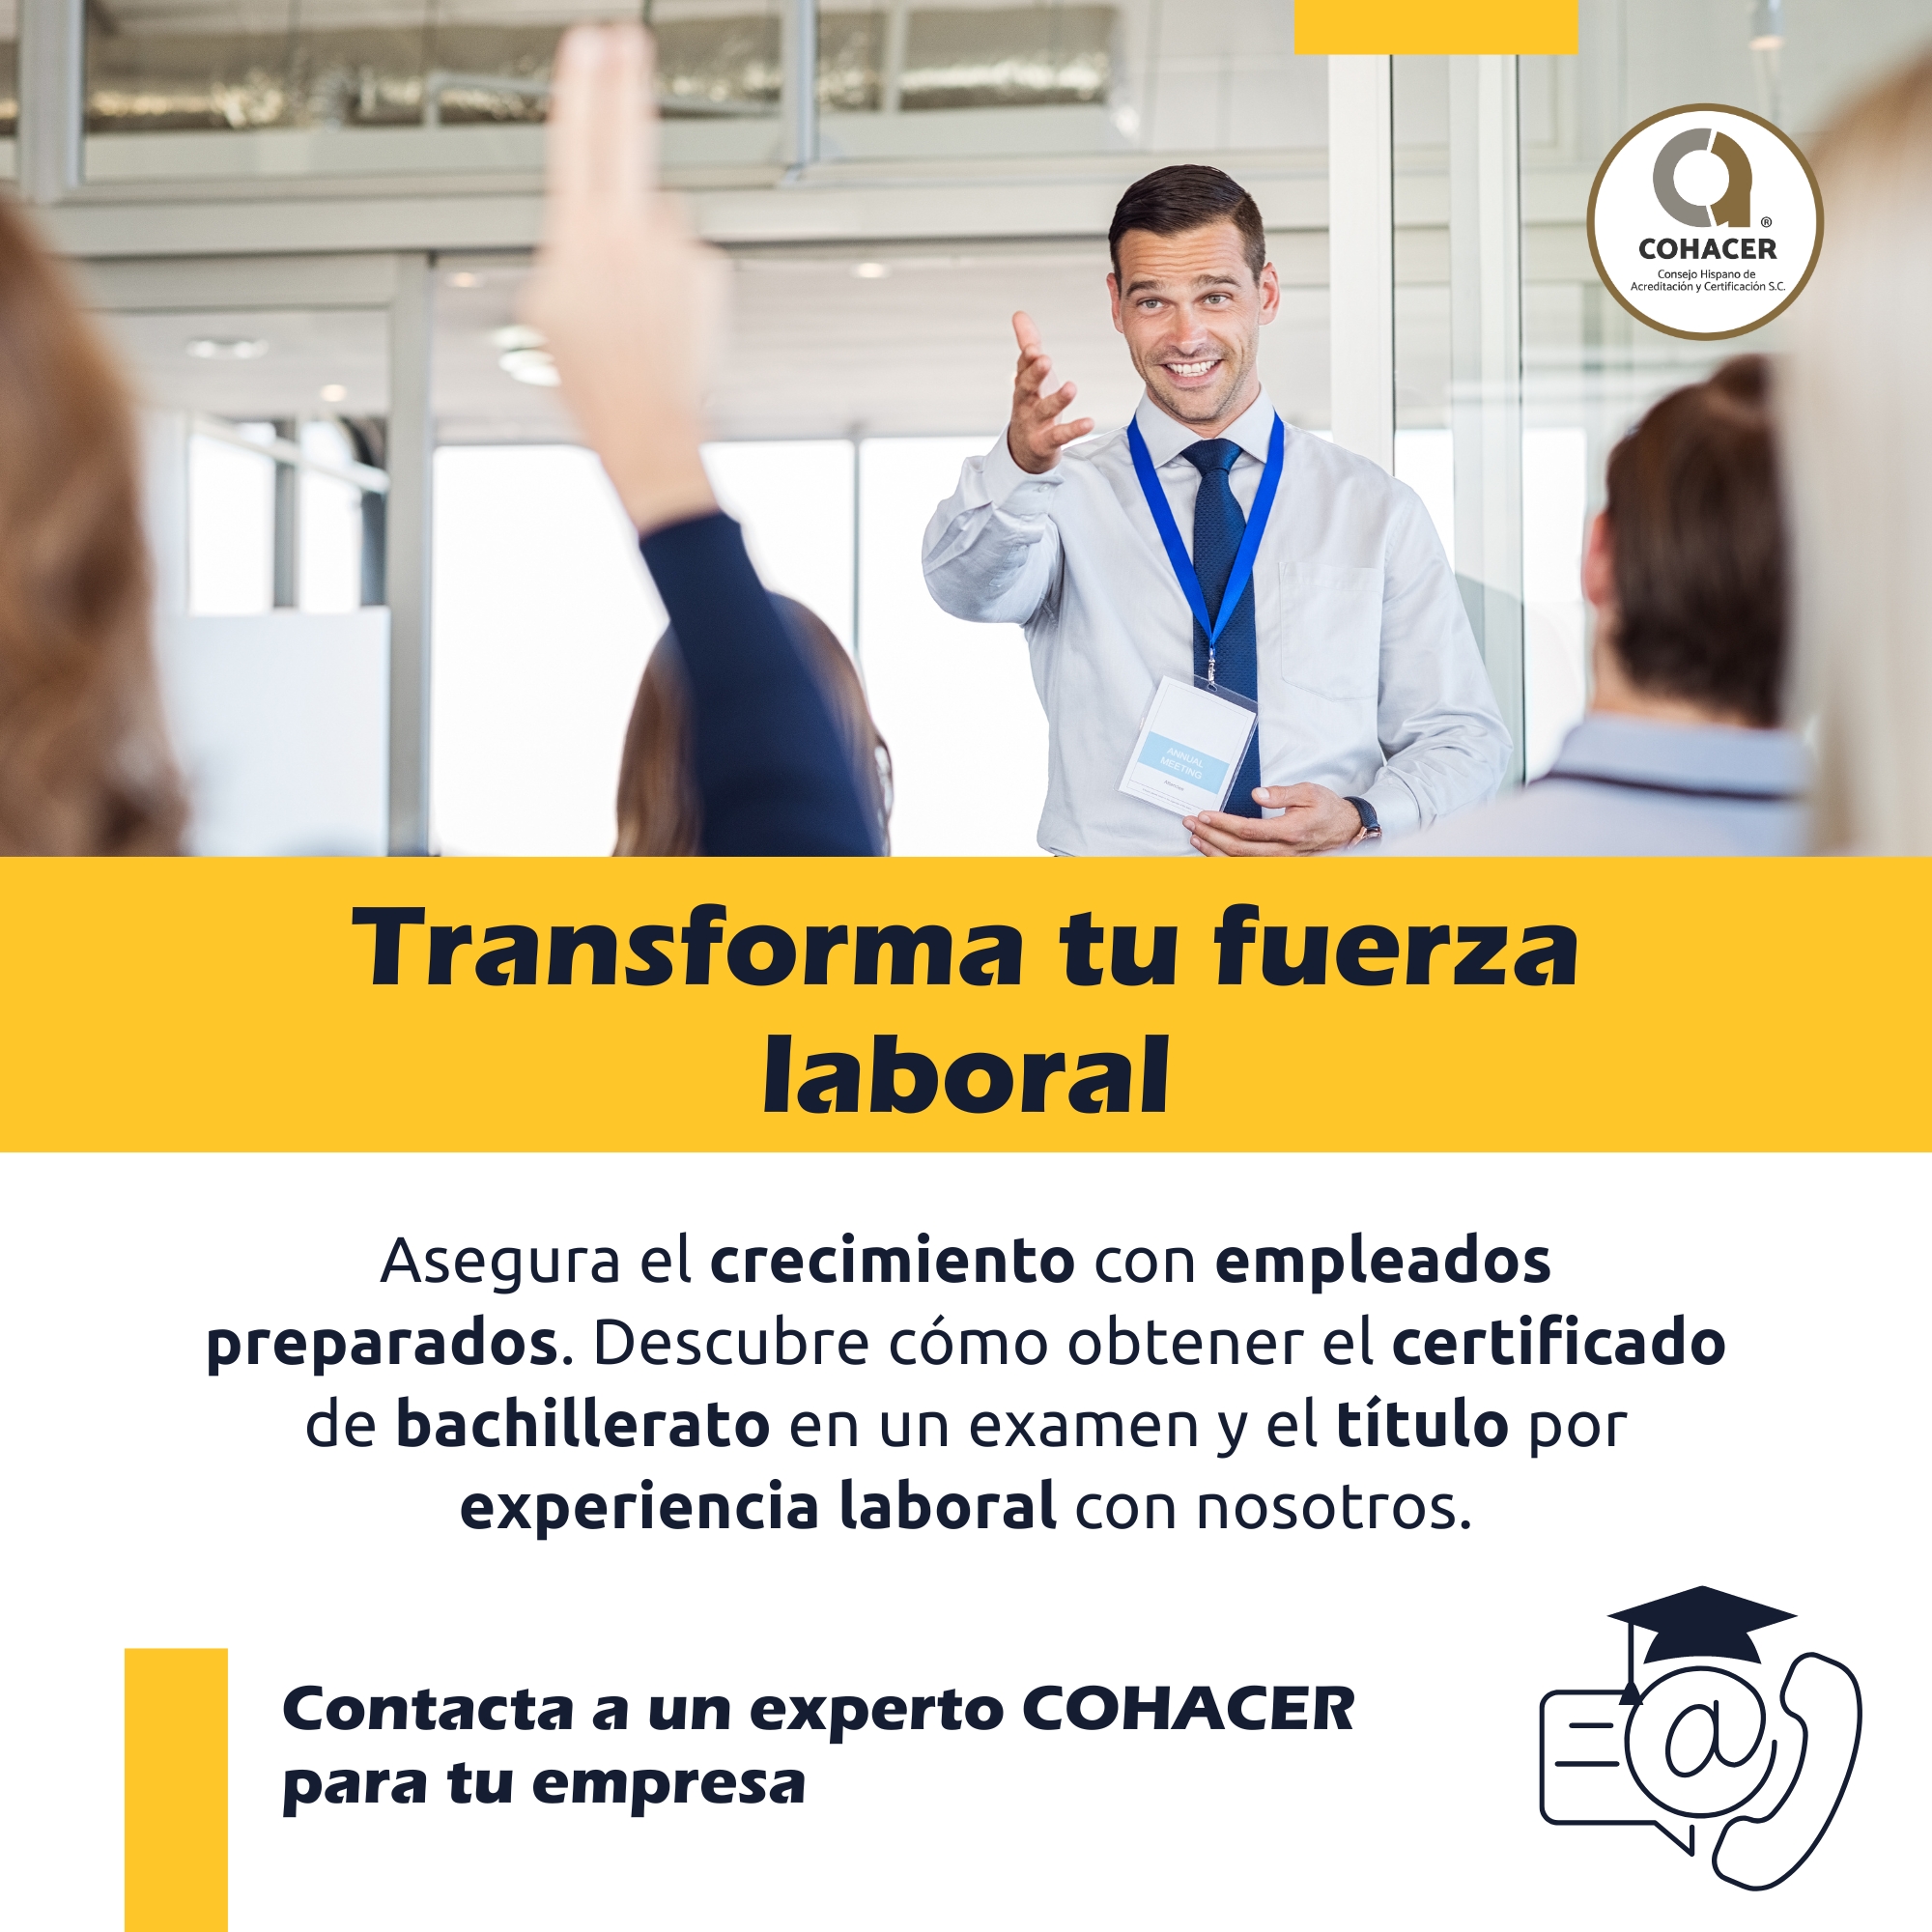 ®
COHACER
Consejo Hispano de
Acreditación y Certificación S.C.
ANNUAL
MEETING
Transforma tu fuerza
laboral
Asegura el crecimiento con empleados
preparados. Descubre cómo obtener el certificado
de bachillerato en un examen y el título por
experiencia laboral con nosotros.
Contacta a un experto COHACER
para tu empresa
@